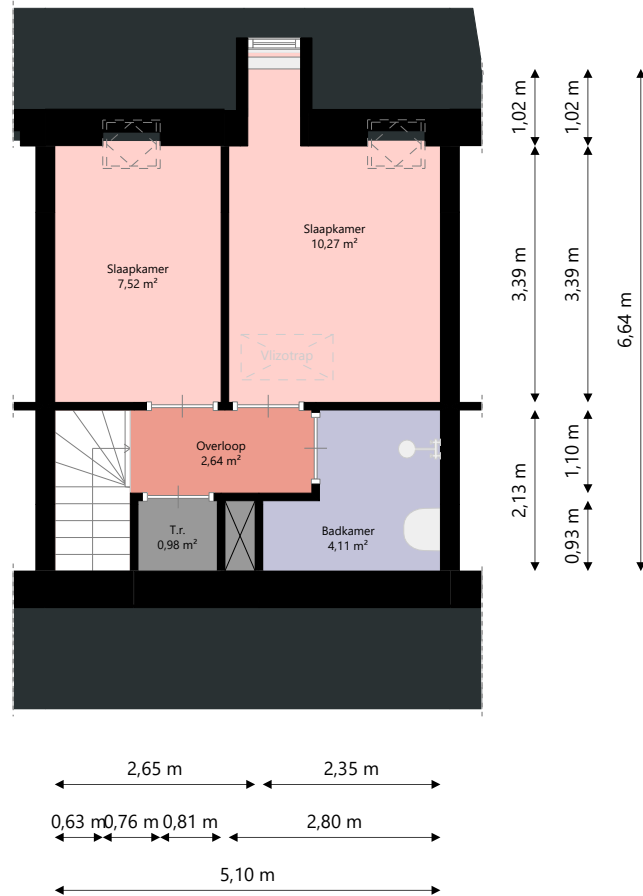 1,02 m
1,02 m
Slaapkamer
10,27 m²
Slaapkamer
7,52 m²
3,39 m
3,39 m
6,64 m
Vlizotrap
Overloop
2,64 m²
1,10 m
2,13 m
T.r.
0,98 m²
Badkamer
4,11 m²
0,93 m
2,65 m
2,35 m
0,63 m
0,76 m
0,81 m
2,80 m
5,10 m